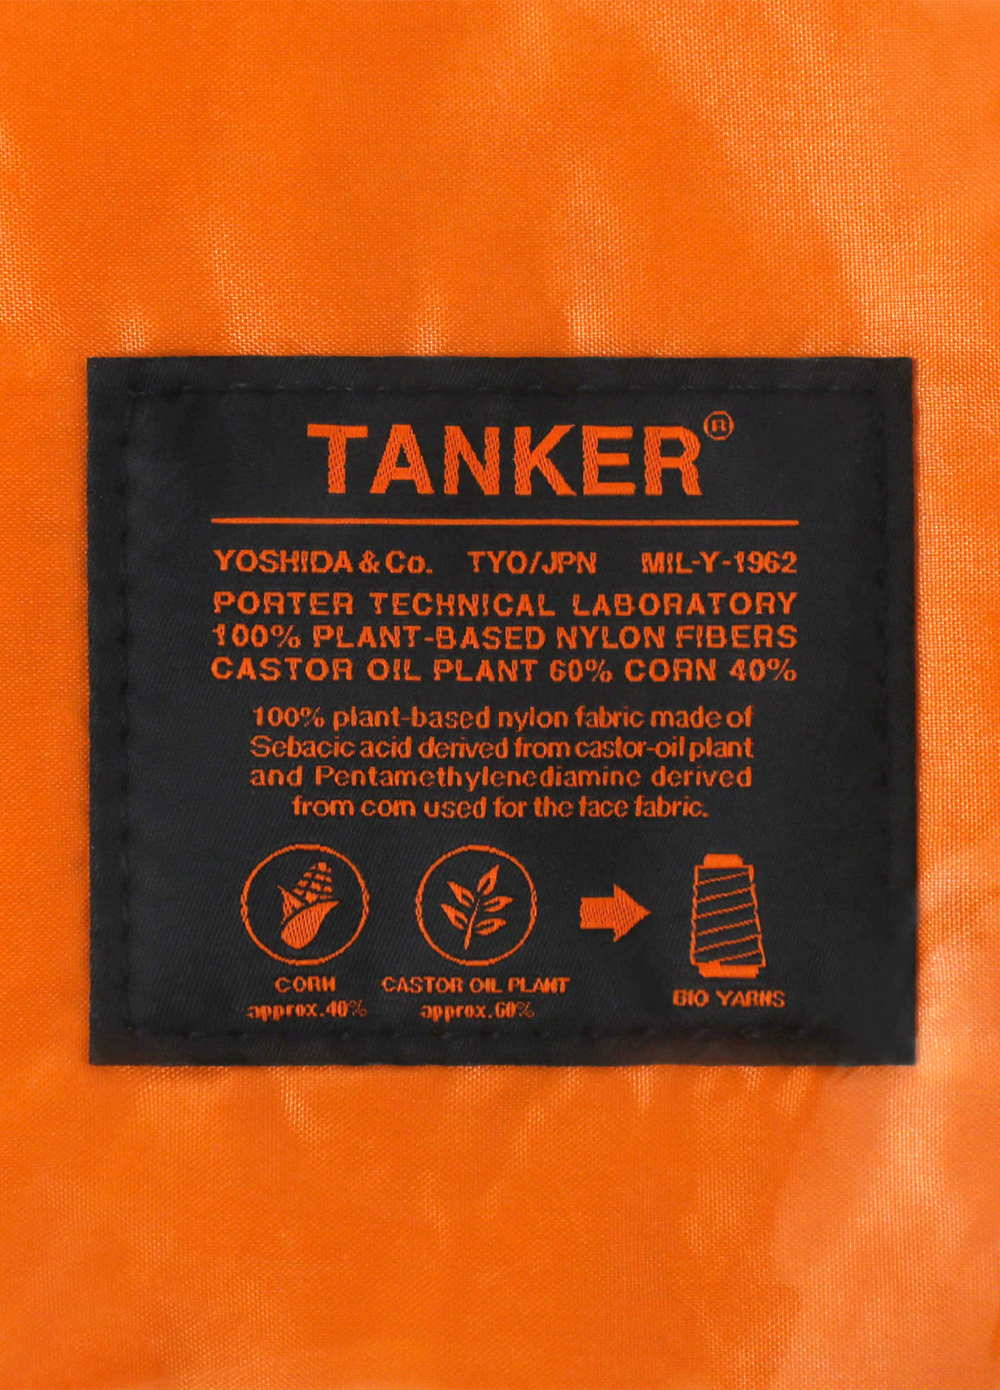 TANKER®
YOSHIDA & Co. TYO/JPN MIL-Y-1962
PORTER TECHNICAL LABORATORY
100% PLANT-BASED NYLON FIBERS
CASTOR OIL PLANT 60% CORN 40%
100% plant-based nylon fabric made of
Sebacic acid derived from castor-oil plant
and Pentamethylenediamine derived
from corn used for the face fabric.
CORN
approx.40%
CASTOR OIL PLANT
approx.60%
BIO YARNS